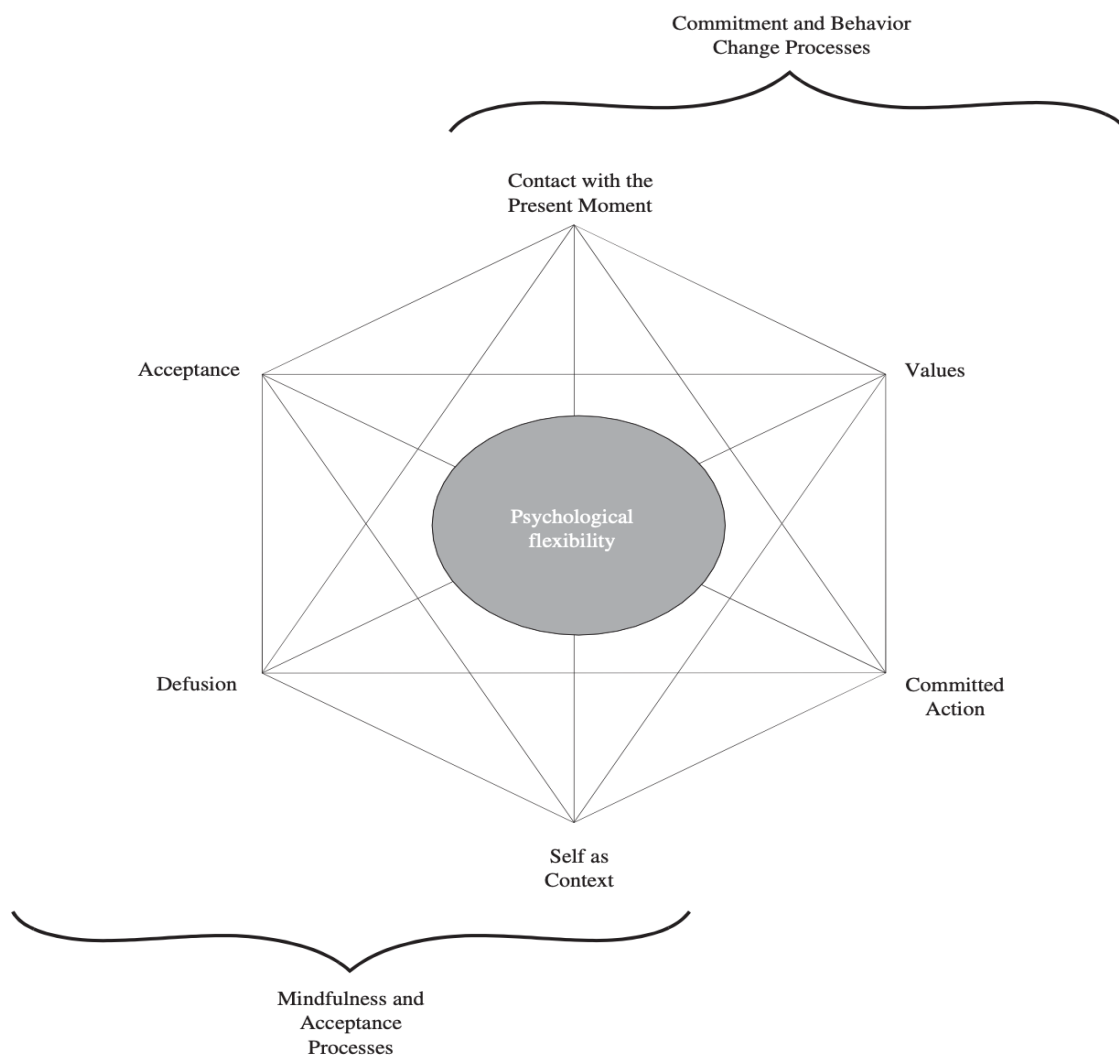 Commitment and Behavior
Change Processes
Contact with the
Present Moment
Acceptance
Values
Psychological
flexibility
Defusion
Committed
Action
Self as
Context
Mindfulness and
Acceptance
Processes